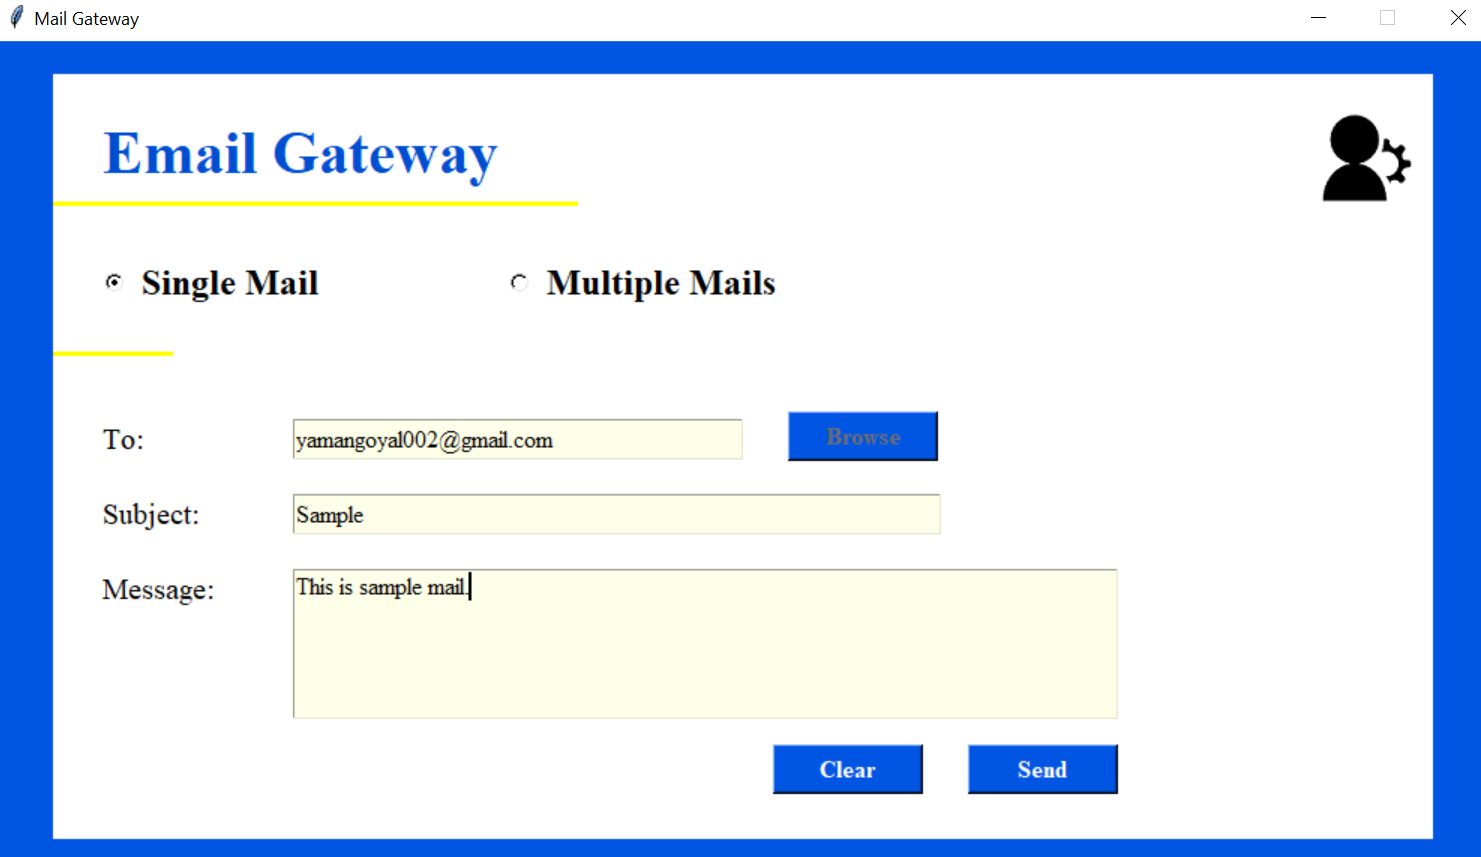 Mail Gateway
Email Gateway
Single Mail Multiple Mails
To: yamangoyal002@gmail.com Browse
Subject: Sample
Message: This is sample mail.
Clear Send